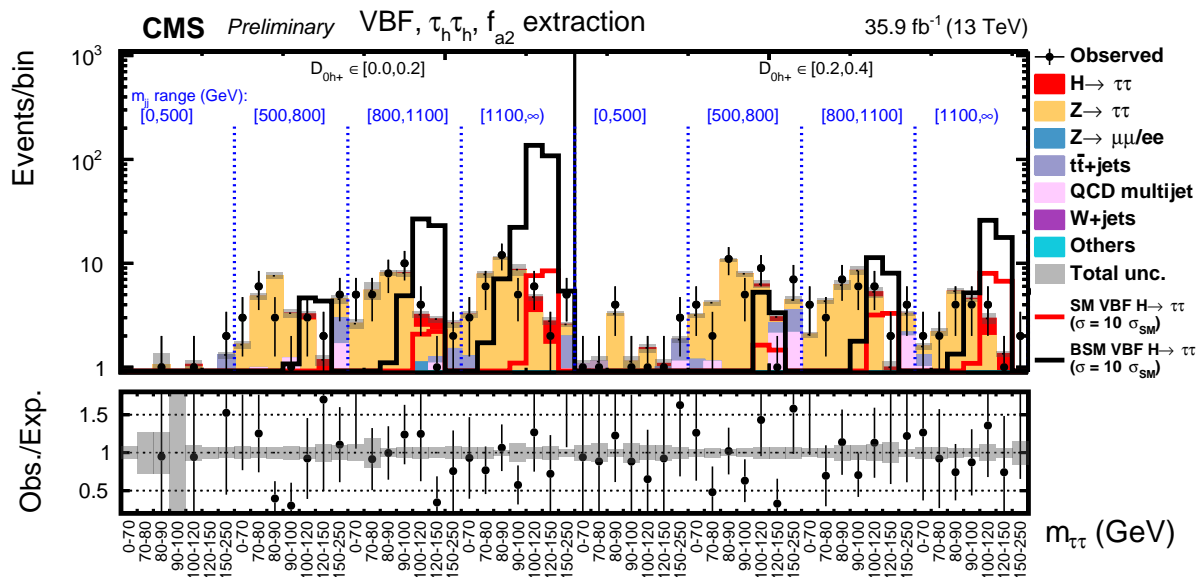 CMS Preliminary VBF, τhτh, fa2 extraction 35.9 fb⁻¹ (13 TeV)
Events/bin
10³
10²
10
1
D0h+ ∈ [0.0,0.2]
D0h+ ∈ [0.2,0.4]
mjj range (GeV):
[0,500] [500,800] [800,1100] [1100,∞) [0,500] [500,800] [800,1100] [1100,∞)
Observed
H→ ττ
Z→ ττ
Z→ μμ/ee
tt̄+jets
QCD multijet
W+jets
Others
Total unc.
SM VBF H→ ττ
(σ = 10 σSM)
BSM VBF H→ ττ
(σ = 10 σSM)
Obs./Exp.
1.5
1
0.5
0-70 70-80 80-90 90-100 100-120 120-150 150-250 0-70 70-80 80-90 90-100 100-120 120-150 150-250 0-70 70-80 80-90 90-100 100-120 120-150 150-250 0-70 70-80 80-90 90-100 100-120 120-150 150-250 0-70 70-80 80-90 90-100 100-120 120-150 150-250 0-70 70-80 80-90 90-100 100-120 120-150 150-250 0-70 70-80 80-90 90-100 100-120 120-150 150-250 0-70 70-80 80-90 90-100 100-120 120-150 150-250
mττ (GeV)